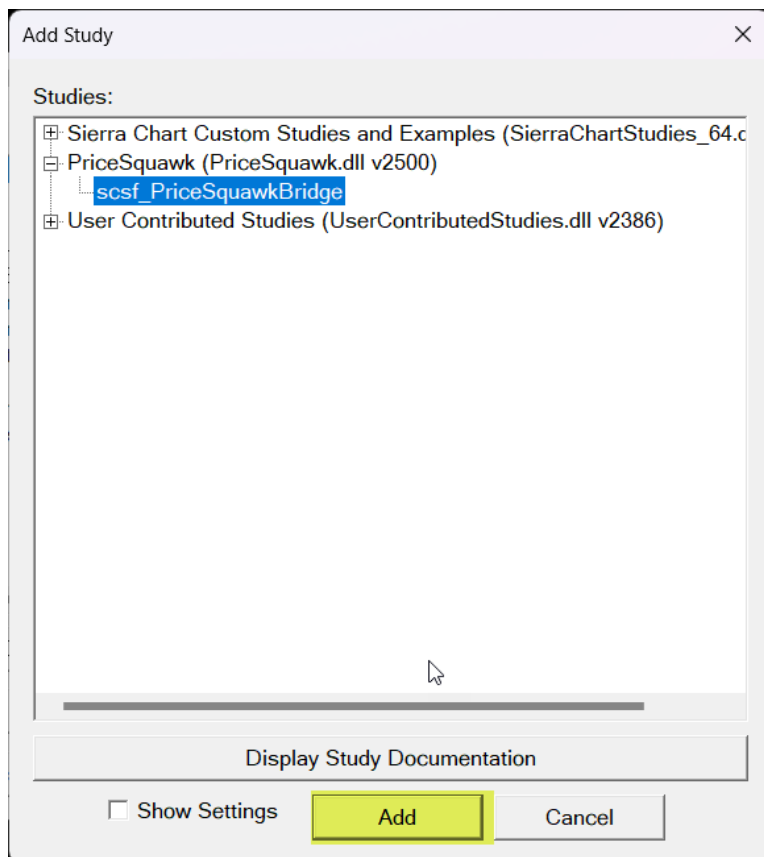 Add Study
Studies:
Sierra Chart Custom Studies and Examples (SierraChartStudies_64.d
PriceSquawk (PriceSquawk.dll v2500)
scsf_PriceSquawkBridge
User Contributed Studies (UserContributedStudies.dll v2386)
Display Study Documentation
Show Settings
Add
Cancel